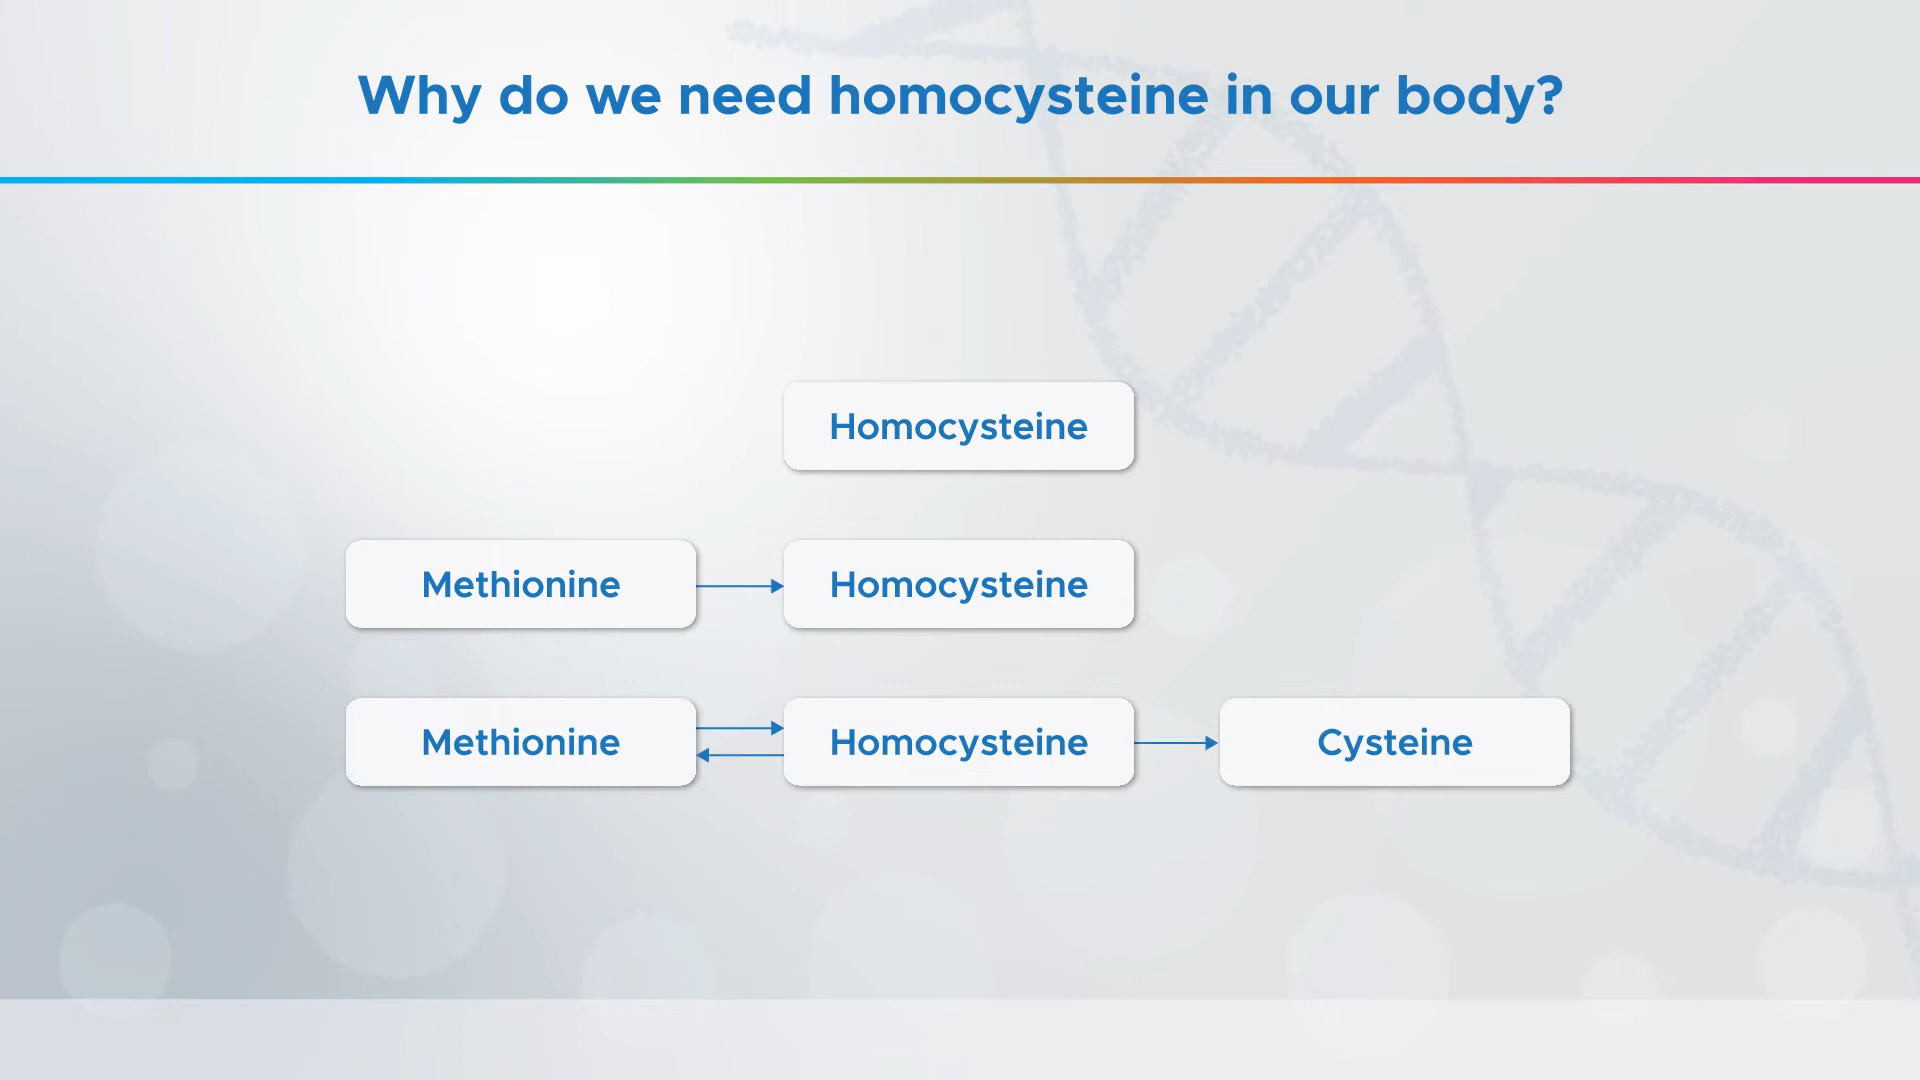 Why do we need homocysteine in our body?
Homocysteine
Methionine Homocysteine
Methionine Homocysteine Cysteine